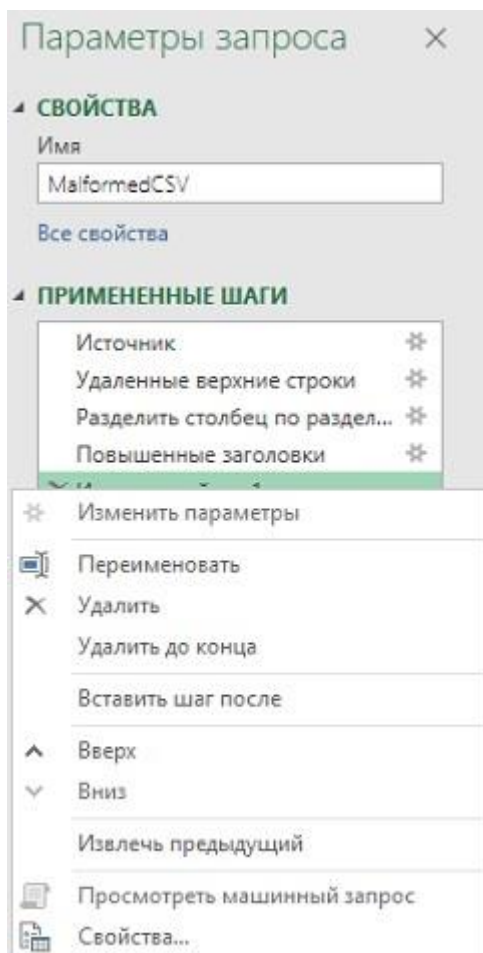 Параметры запроса
СВОЙСТВА
Имя
MalformedCSV
Все свойства
ПРИМЕНЕННЫЕ ШАГИ
Источник
Удаленные верхние строки
Разделить столбец по раздел...
Повышенные заголовки
Изменить параметры
Переименовать
Удалить
Удалить до конца
Вставить шаг после
Вверх
Вниз
Извлечь предыдущий
Просмотреть машинный запрос
Свойства...